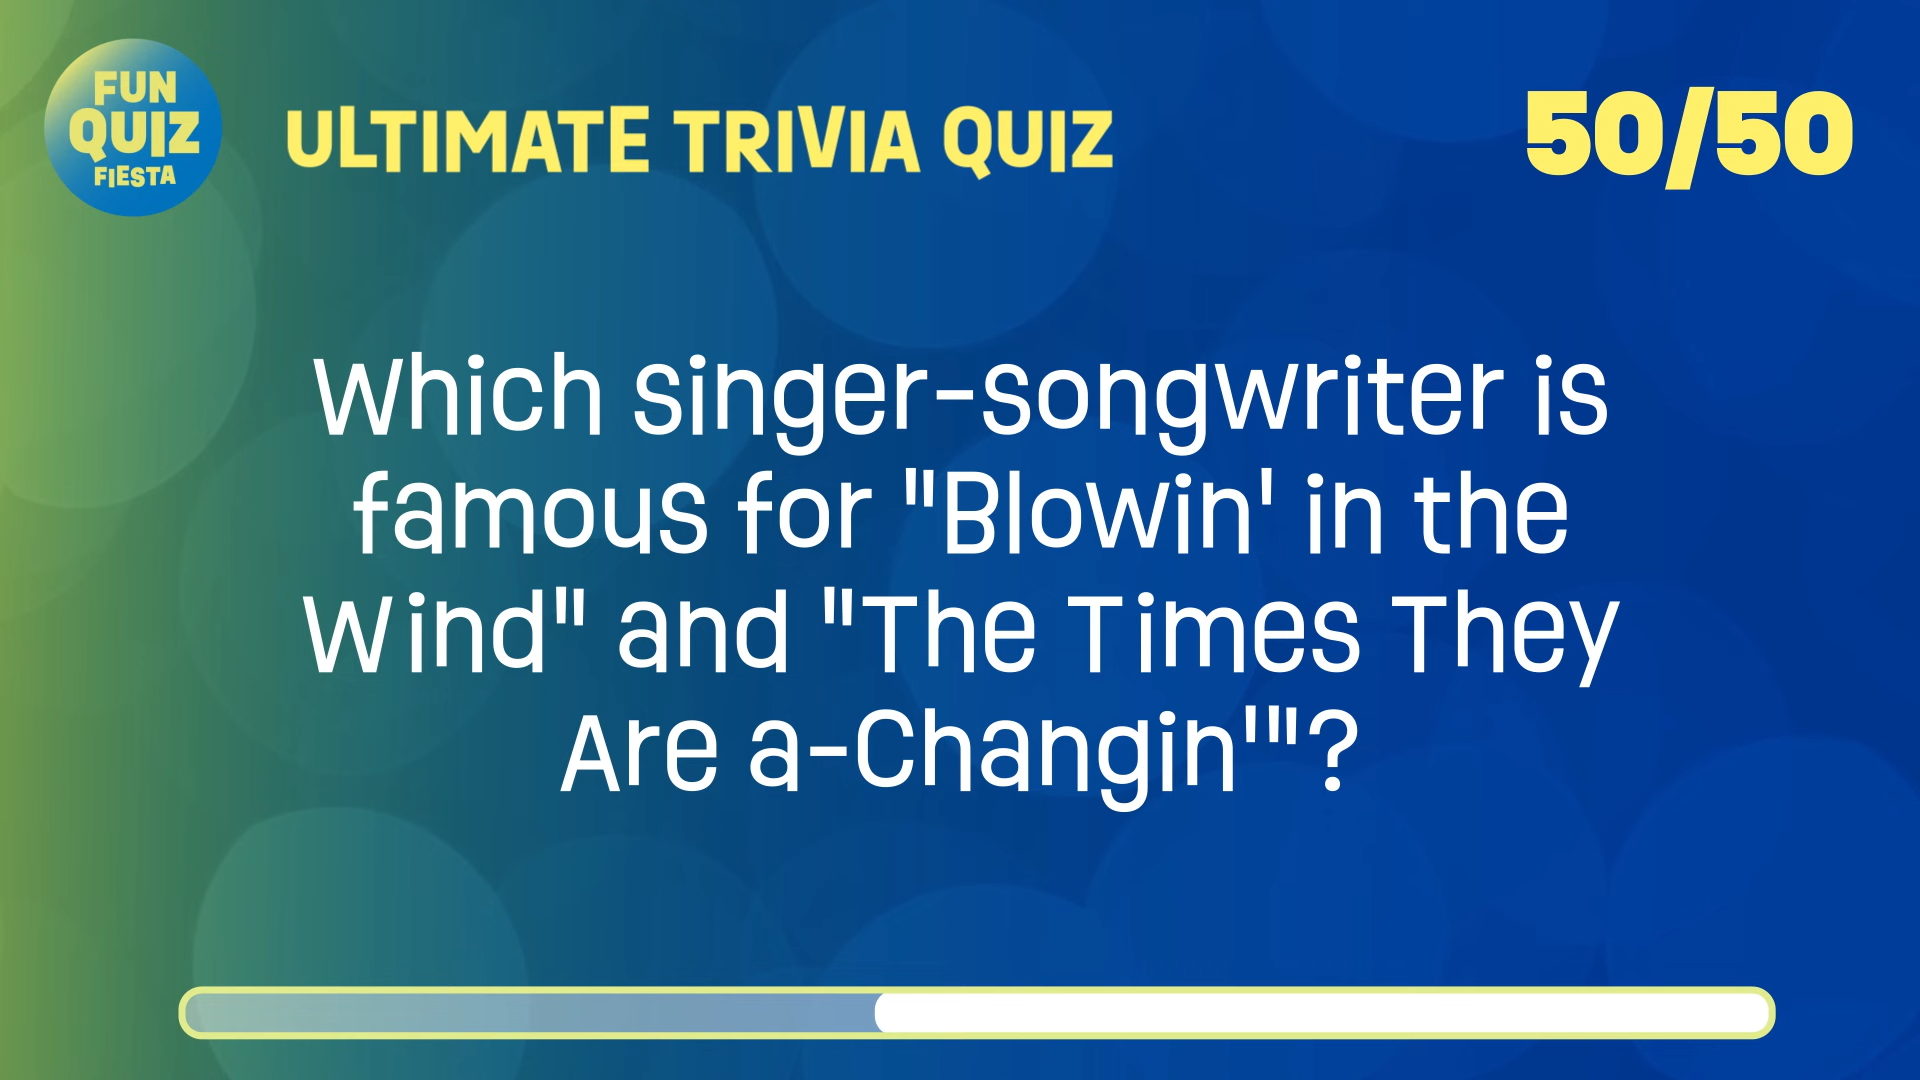 FUN
QUIZ
FIESTA
ULTIMATE TRIVIA QUIZ
50/50
Which singer-songwriter is
famous for "Blowin' in the
Wind" and "The Times They
Are a-Changin'"?